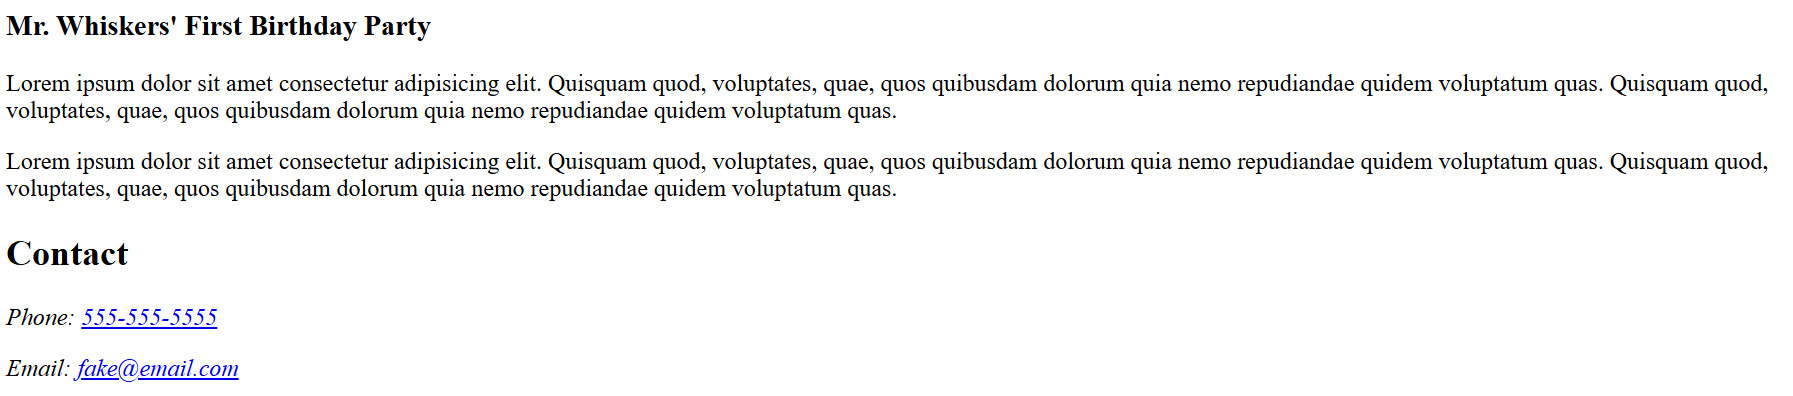 Mr. Whiskers' First Birthday Party
Lorem ipsum dolor sit amet consectetur adipisicing elit. Quisquam quod, voluptates, quae, quos quibusdam dolorum quia nemo repudiandae quidem voluptatum quas. Quisquam quod,
voluptates, quae, quos quibusdam dolorum quia nemo repudiandae quidem voluptatum quas.
Lorem ipsum dolor sit amet consectetur adipisicing elit. Quisquam quod, voluptates, quae, quos quibusdam dolorum quia nemo repudiandae quidem voluptatum quas. Quisquam quod,
voluptates, quae, quos quibusdam dolorum quia nemo repudiandae quidem voluptatum quas.
Contact
Phone: 555-555-5555
Email: fake@email.com